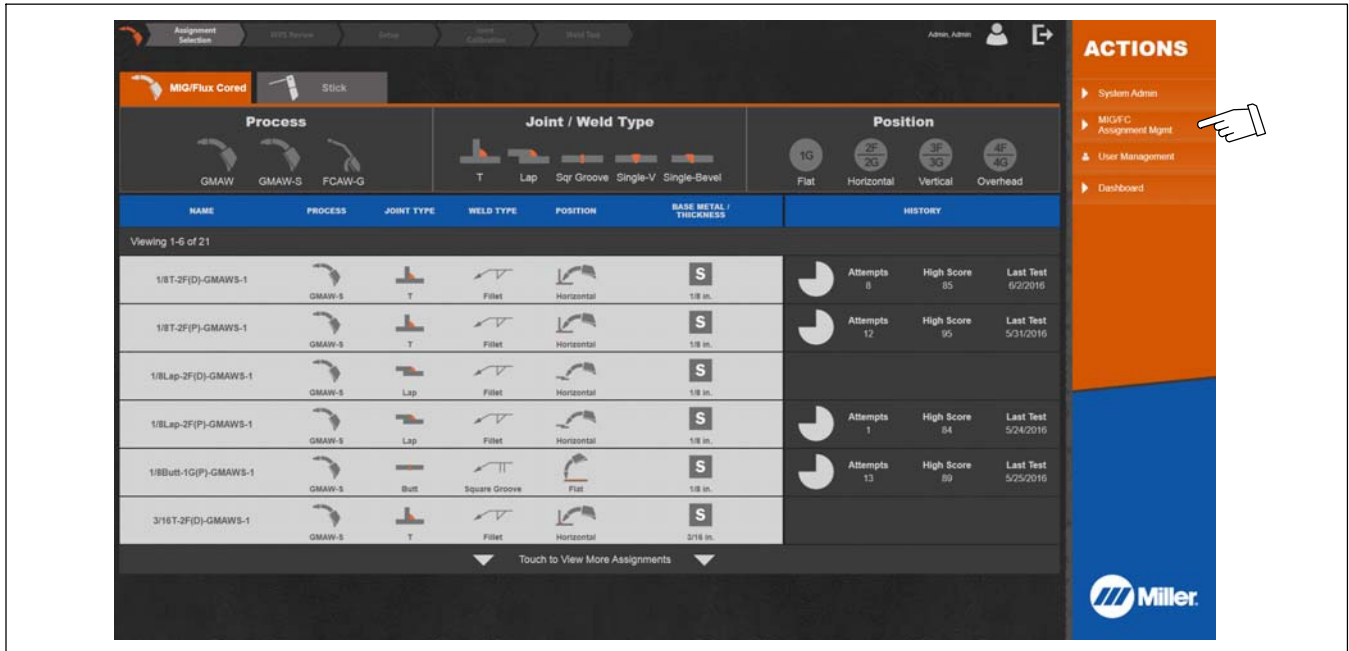 Assignment
Selection
WPS Review
Setup
Joint
Calibration
Weld Test
Admin, Admin
ACTIONS
System Admin
MIG/FC
Assignment Mgmt
User Management
Dashboard
MIG/Flux Cored
Stick
Process
Joint / Weld Type
Position
1G
2F
2G
3F
3G
4F
4G
GMAW GMAW-S FCAW-G
T Lap Sqr Groove Single-V Single-Bevel
Flat Horizontal Vertical Overhead
NAME PROCESS JOINT TYPE WELD TYPE POSITION BASE METAL / THICKNESS HISTORY
Viewing 1-6 of 21
1/8T-2F(D)-GMAWS-1 S Attempts High Score Last Test
8 85 6/2/2016
GMAW-S T Fillet Horizontal 1/8 in.
1/8T-2F(P)-GMAWS-1 S Attempts High Score Last Test
12 95 5/31/2016
GMAW-S T Fillet Horizontal 1/8 in.
1/8Lap-2F(D)-GMAWS-1 S
GMAW-S Lap Fillet Horizontal 1/8 in.
1/8Lap-2F(P)-GMAWS-1 S Attempts High Score Last Test
1 84 5/24/2016
GMAW-S Lap Fillet Horizontal 1/8 in.
1/8Butt-1G(P)-GMAWS-1 S Attempts High Score Last Test
13 89 5/25/2016
GMAW-S Butt Square Groove Flat 1/8 in.
3/16T-2F(D)-GMAWS-1 S
GMAW-S T Fillet Horizontal 3/16 in.
Touch to View More Assignments
Miller